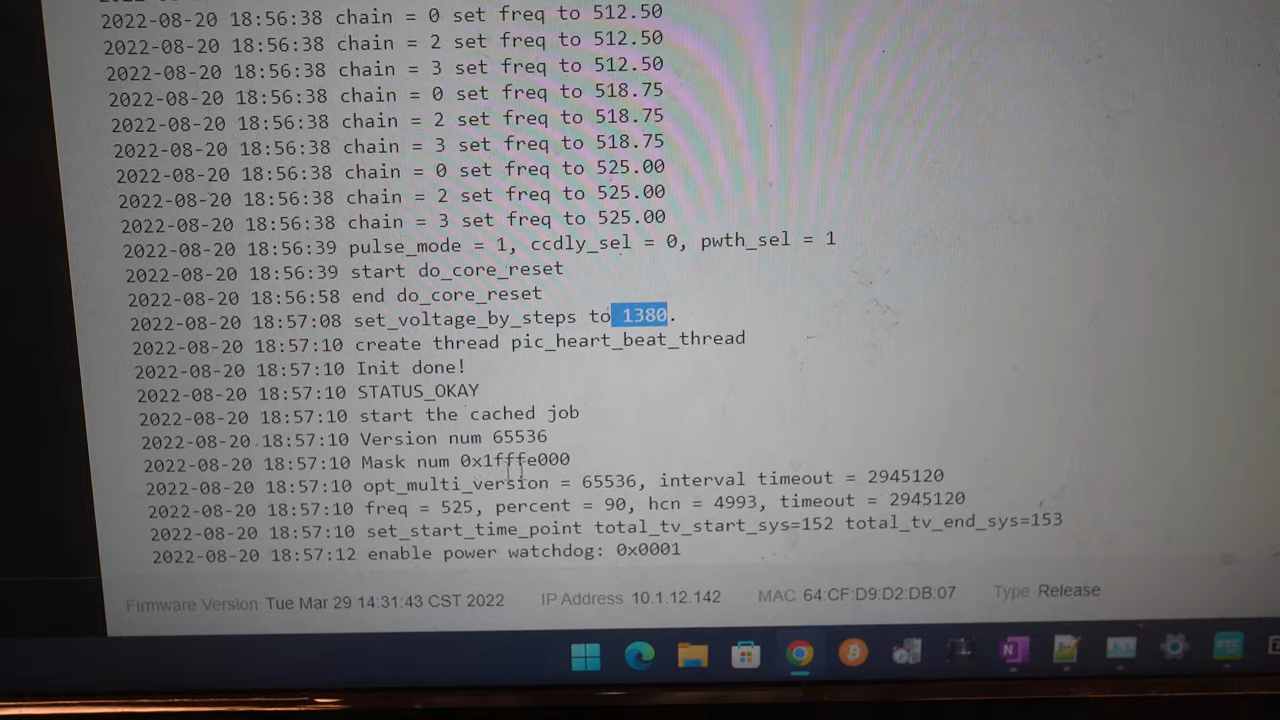 2022-08-20 18:56:38 chain = 0 set freq to 512.50
2022-08-20 18:56:38 chain = 2 set freq to 512.50
2022-08-20 18:56:38 chain = 3 set freq to 512.50
2022-08-20 18:56:38 chain = 0 set freq to 518.75
2022-08-20 18:56:38 chain = 2 set freq to 518.75
2022-08-20 18:56:38 chain = 3 set freq to 518.75
2022-08-20 18:56:38 chain = 0 set freq to 525.00
2022-08-20 18:56:38 chain = 2 set freq to 525.00
2022-08-20 18:56:38 chain = 3 set freq to 525.00
2022-08-20 18:56:39 pulse_mode = 1, ccdly_sel = 0, pwth_sel = 1
2022-08-20 18:56:39 start do_core_reset
2022-08-20 18:56:58 end do_core_reset
2022-08-20 18:57:08 set_voltage_by_steps to 1380.
2022-08-20 18:57:10 create thread pic_heart_beat_thread
2022-08-20 18:57:10 Init done!
2022-08-20 18:57:10 STATUS_OKAY
2022-08-20 18:57:10 start the cached job
2022-08-20 18:57:10 Version num 65536
2022-08-20 18:57:10 Mask num 0x1fffe000
2022-08-20 18:57:10 opt_multi_version = 65536, interval timeout = 2945120
2022-08-20 18:57:10 freq = 525, percent = 90, hcn = 4993, timeout = 2945120
2022-08-20 18:57:10 set_start_time_point total_tv_start_sys=152 total_tv_end_sys=153
2022-08-20 18:57:12 enable power watchdog: 0x0001
Firmware Version Tue Mar 29 14:31:43 CST 2022 IP Address 10.1.12.142 MAC 64:CF:D9:D2:DB:07 Type Release